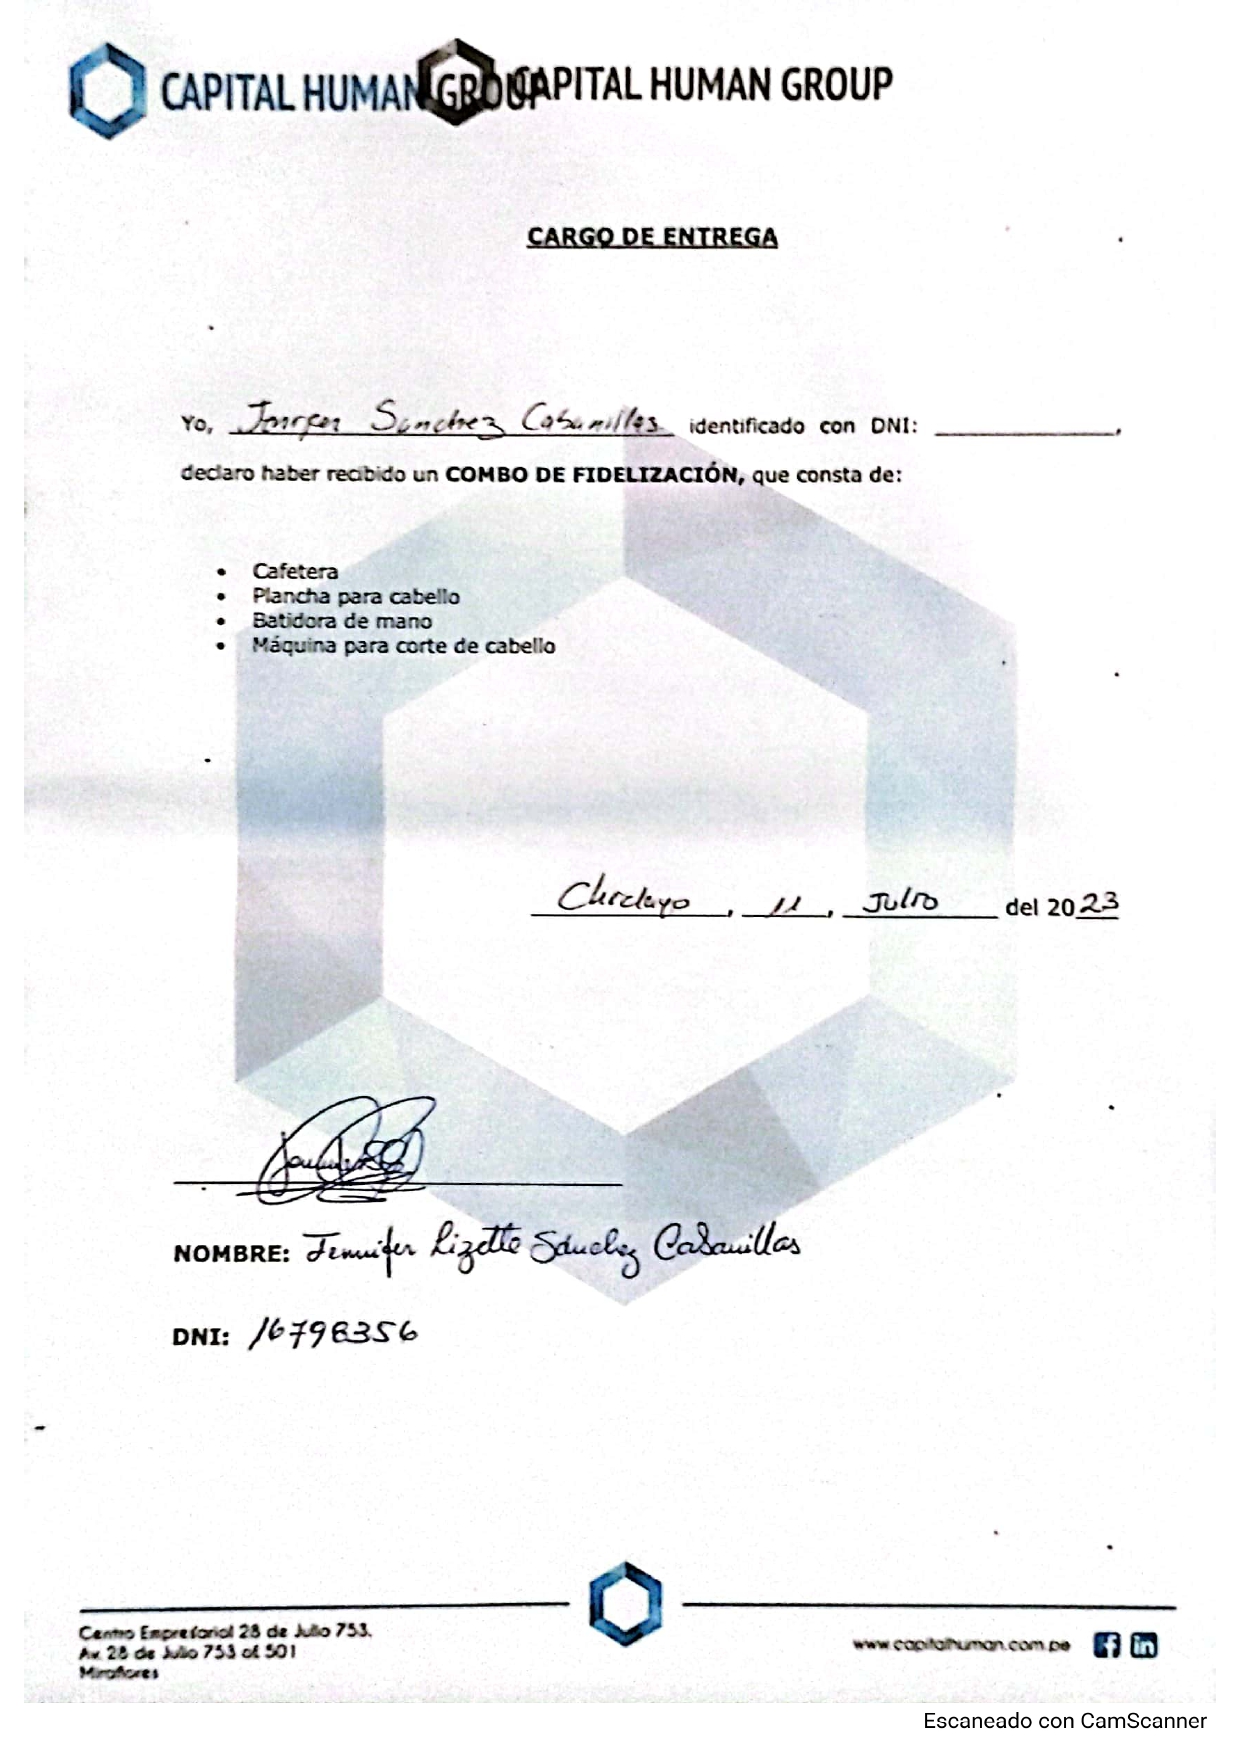 CAPITAL HUMAN GROUP CAPITAL HUMAN GROUP
CARGO DE ENTREGA
Yo, Sanchez Cabanillas identificado con DNI: ____________,
declaro haber recibido un COMBO DE FIDELIZACIÓN, que consta de:
• Cafetera
• Plancha para cabello
• Batidora de mano
• Máquina para corte de cabello
Chiclayo, 11, Julio del 2023
NOMBRE: Jennifer Lizette Sánchez Cabanillas
DNI: 16798356
Centro Empresarial 28 de Julio 753.
Av. 28 de Julio 753 of 501
Miraflores
www.capitalhuman.com.pe
Escaneado con CamScanner